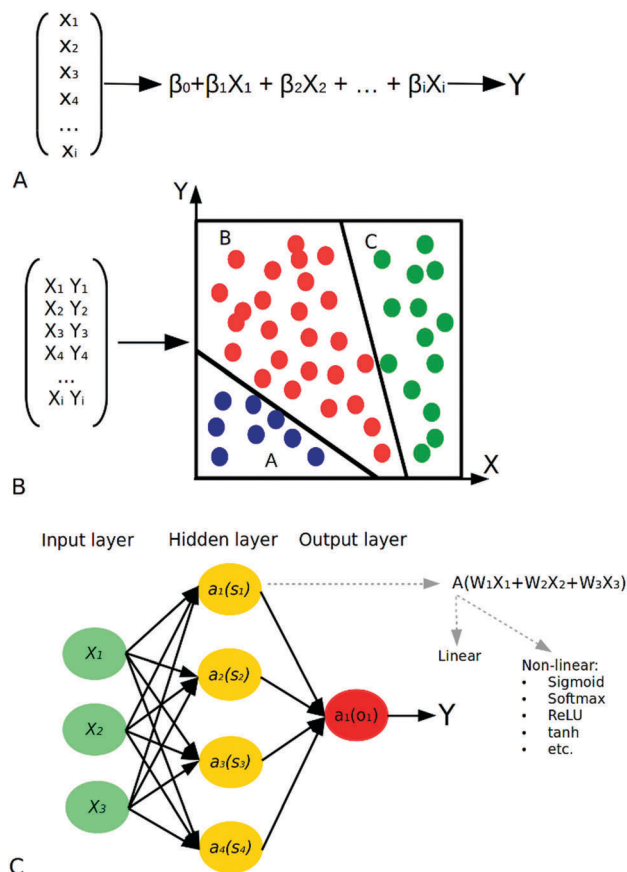 x₁
x₂
x₃
x₄
...
xᵢ
β₀+β₁X₁ + β₂X₂ + ... + βᵢXᵢ
Y
A
Y
B
C
A
X
X₁ Y₁
X₂ Y₂
X₃ Y₃
X₄ Y₄
...
Xᵢ Yᵢ
B
Input layer
Hidden layer
Output layer
X₁
X₂
X₃
a₁(s₁)
a₂(s₂)
a₃(s₃)
a₄(s₄)
a₁(o₁)
Y
A(W₁X₁+W₂X₂+W₃X₃)
Linear
Non-linear:
• Sigmoid
• Softmax
• ReLU
• tanh
• etc.
C